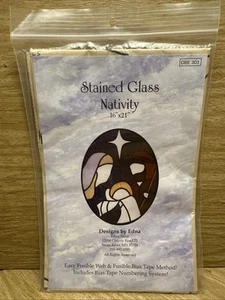 DBE 303
Stained Glass
Nativity
16"x21"
Designs by Edna
All Rights Reserved
Easy Fusible Web & Fusible Bias Tape Method!
Includes Bias Tape Numbering System!